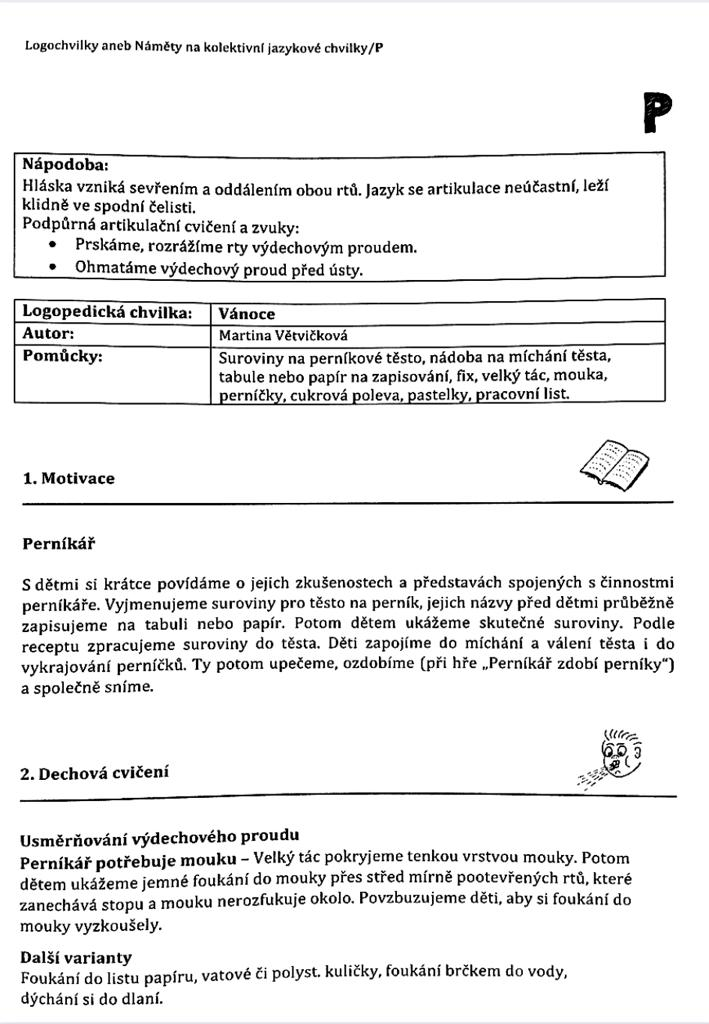 Logochvilky aneb Náměty na kolektivní jazykové chvilky/P
P
Nápodoba:
Hláska vzniká sevřením a oddálením obou rtů. Jazyk se artikulace neúčastní, leží
klidně ve spodní čelisti.
Podpůrná artikulační cvičení a zvuky:
• Prskáme, rozrážíme rty výdechovým proudem.
• Ohmatáme výdechový proud před ústy.
Logopedická chvilka: Vánoce
Autor: Martina Větvičková
Pomůcky: Suroviny na perníkové těsto, nádoba na míchání těsta,
tabule nebo papír na zapisování, fix, velký tác, mouka,
perníčky, cukrová poleva, pastelky, pracovní list.
1. Motivace
Perníkář
S dětmi si krátce povídáme o jejich zkušenostech a představách spojených s činnostmi
perníkáře. Vyjmenujeme suroviny pro těsto na perník, jejich názvy před dětmi průběžně
zapisujeme na tabuli nebo papír. Potom dětem ukážeme skutečné suroviny. Podle
receptu zpracujeme suroviny do těsta. Děti zapojíme do míchání a válení těsta i do
vykrajování perníčků. Ty potom upečeme, ozdobíme (při hře „Perníkář zdobí perníky“)
a společně sníme.
2. Dechová cvičení
Usměrňování výdechového proudu
Perníkář potřebuje mouku – Velký tác pokryjeme tenkou vrstvou mouky. Potom
dětem ukážeme jemné foukání do mouky přes střed mírně pootevřených rtů, které
zanechává stopu a mouku nerozfukuje okolo. Povzbuzujeme děti, aby si foukání do
mouky vyzkoušely.
Další varianty
Foukání do listu papíru, vatové či polyst. kuličky, foukání brčkem do vody,
dýchání si do dlaní.